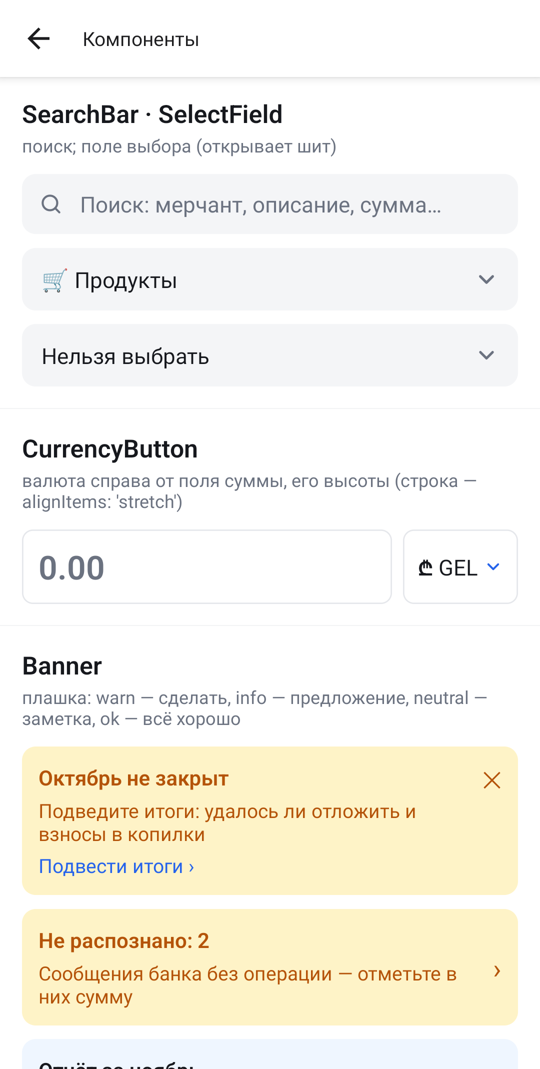 Компоненты
SearchBar · SelectField
поиск; поле выбора (открывает шит)
Поиск: мерчант, описание, сумма…
🛒 Продукты
Нельзя выбрать
CurrencyButton
валюта справа от поля суммы, его высоты (строка —
alignItems: 'stretch')
0.00
₾ GEL
Banner
плашка: warn — сделать, info — предложение, neutral —
заметка, ok — всё хорошо
Октябрь не закрыт
Подведите итоги: удалось ли отложить и
взносы в копилки
Подвести итоги ›
Не распознано: 2
Сообщения банка без операции — отметьте в
них сумму